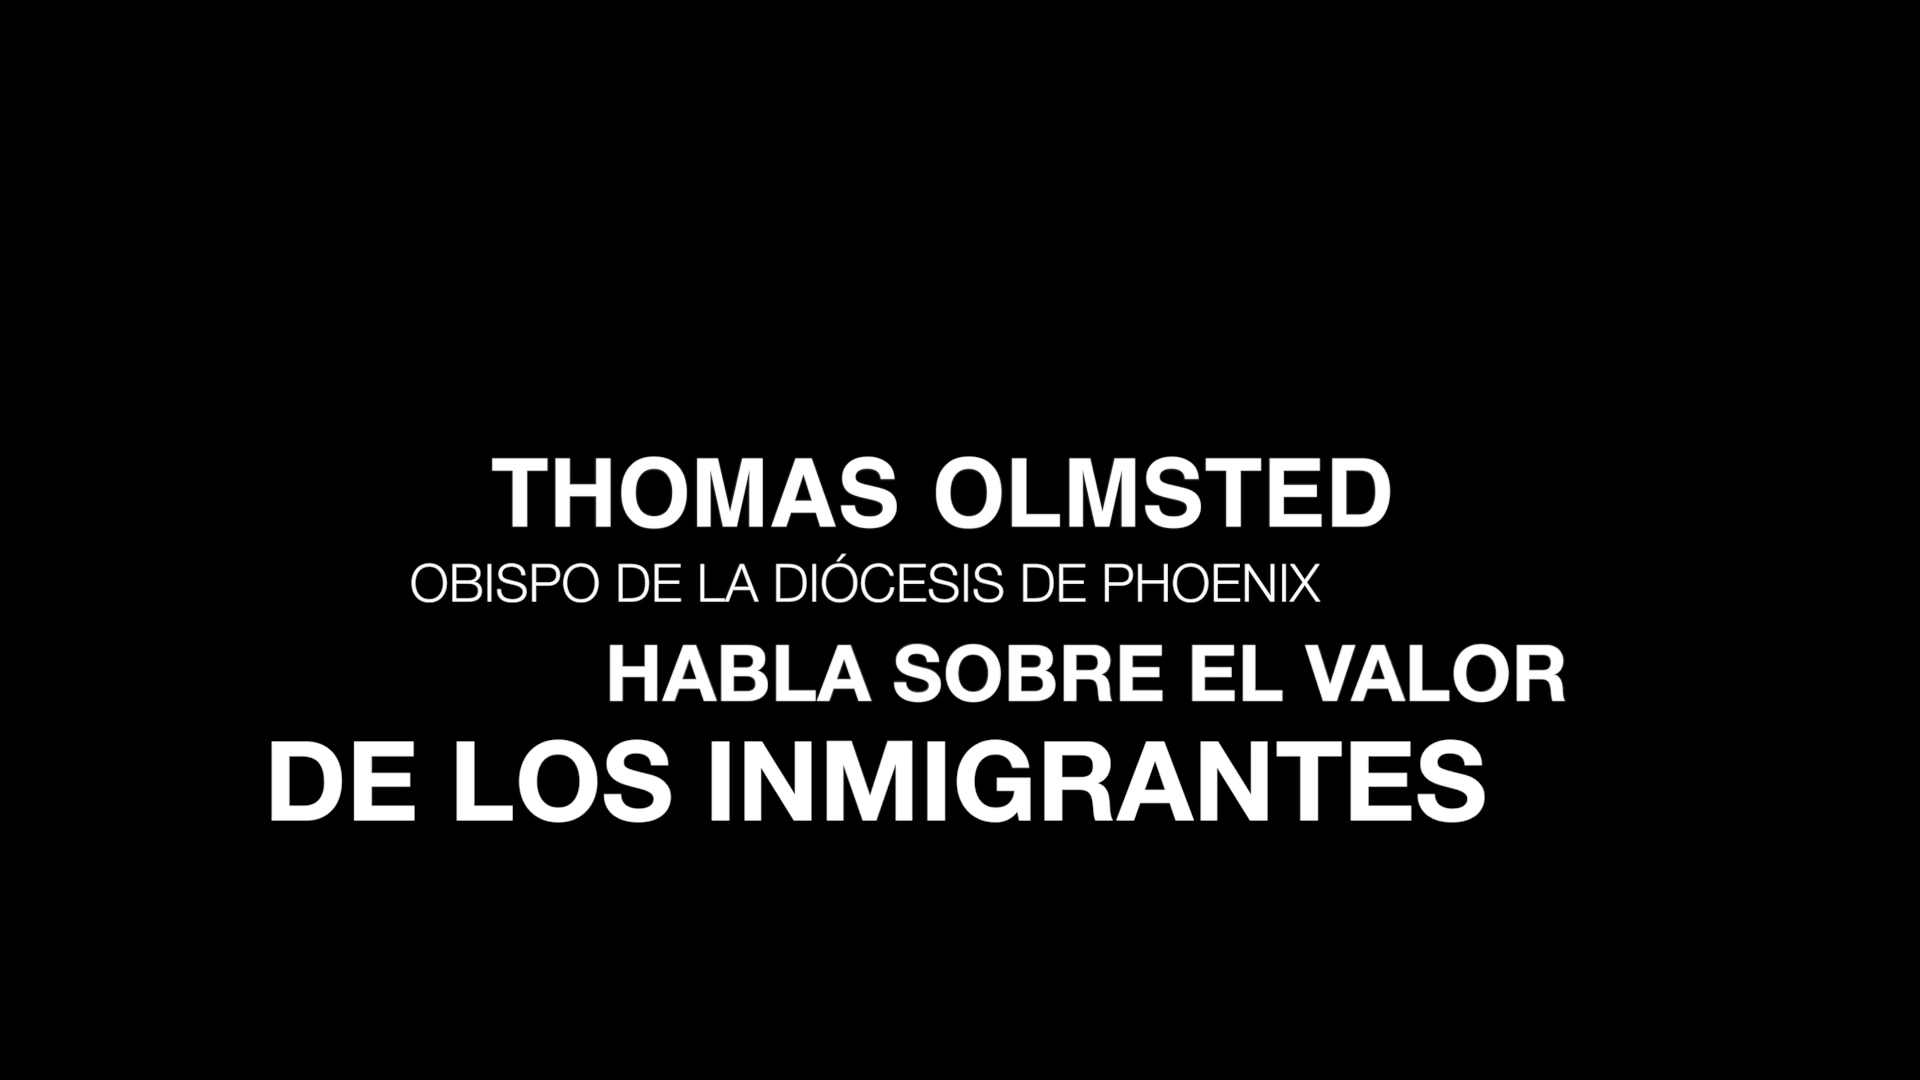 THOMAS OLMSTED
OBISPO DE LA DIÓCESIS DE PHOENIX
HABLA SOBRE EL VALOR
DE LOS INMIGRANTES